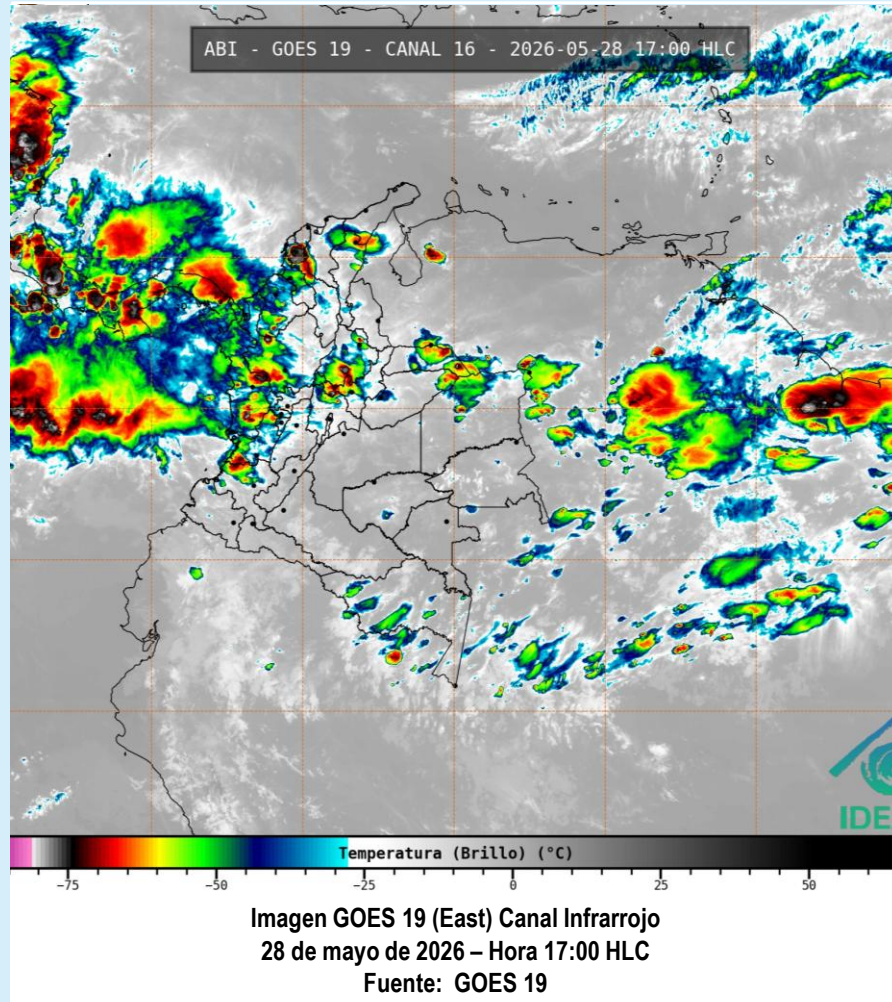 ABI - GOES 19 - CANAL 16 - 2026-05-28 17:00 HLC
IDE
Temperatura (Brillo) (°C)
−75 −50 −25 0 25 50
Imagen GOES 19 (East) Canal Infrarrojo
28 de mayo de 2026 – Hora 17:00 HLC
Fuente: GOES 19